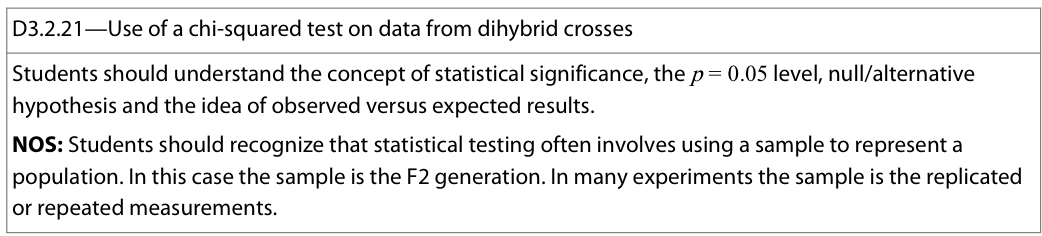 D3.2.21—Use of a chi-squared test on data from dihybrid crosses
Students should understand the concept of statistical significance, the p = 0.05 level, null/alternative
hypothesis and the idea of observed versus expected results.
NOS: Students should recognize that statistical testing often involves using a sample to represent a
population. In this case the sample is the F2 generation. In many experiments the sample is the replicated
or repeated measurements.